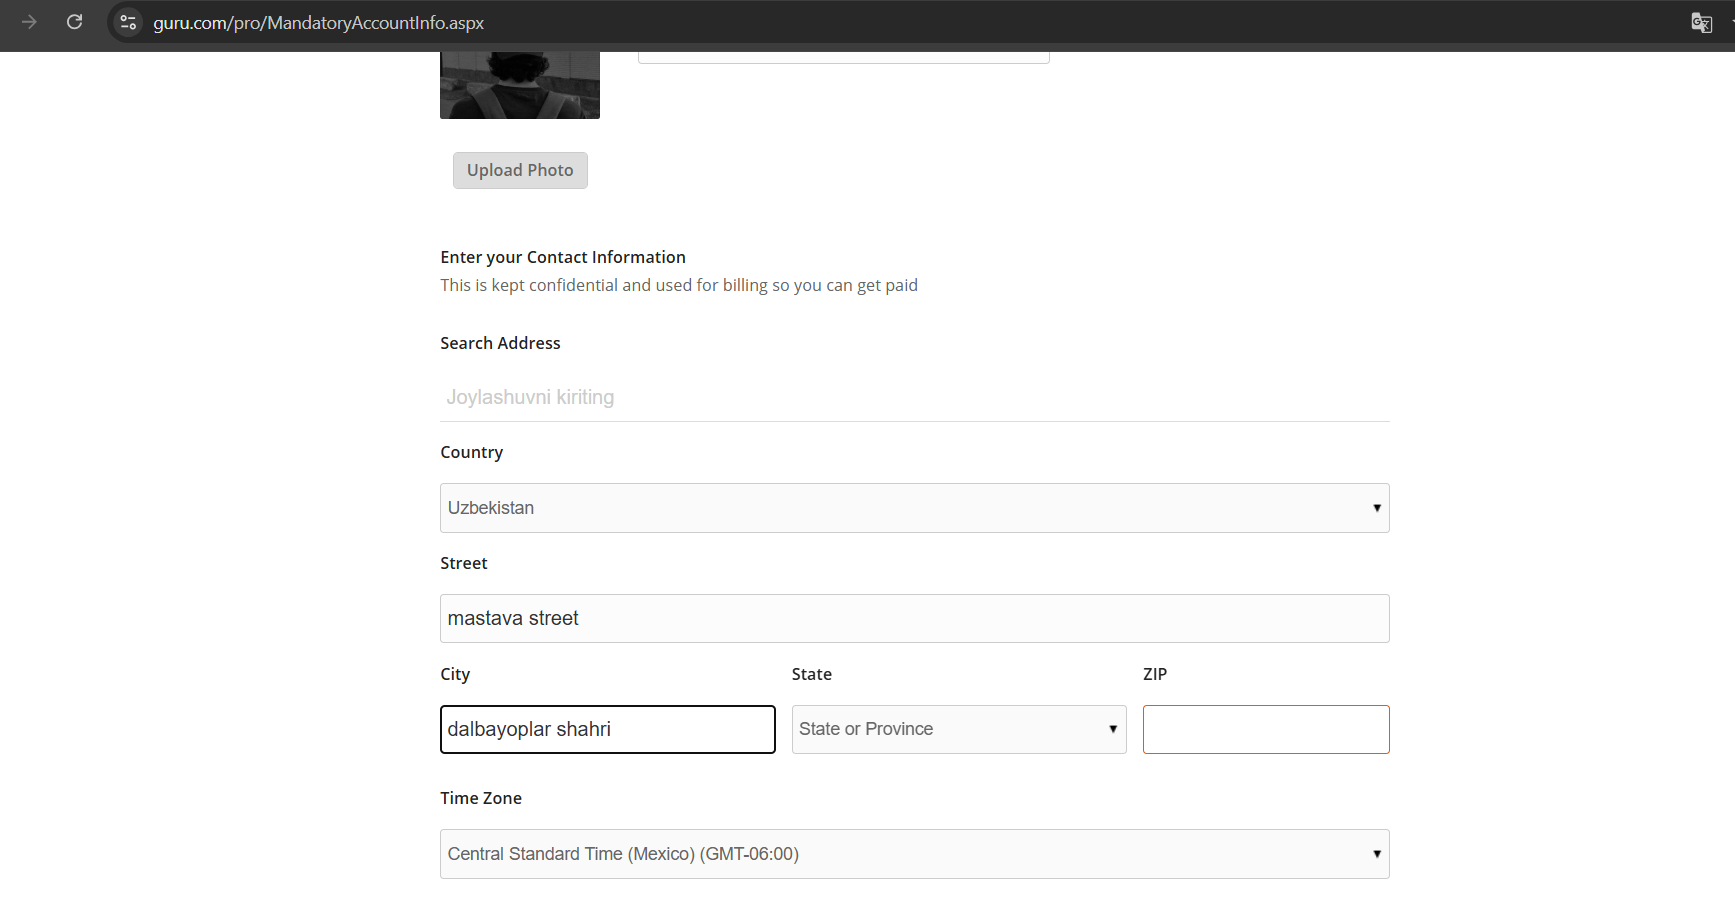 guru.com/pro/MandatoryAccountInfo.aspx
Upload Photo
Enter your Contact Information
This is kept confidential and used for billing so you can get paid
Search Address
Joylashuvni kiriting
Country
Uzbekistan
Street
mastava street
City State ZIP
dalbayoplar shahri State or Province
Time Zone
Central Standard Time (Mexico) (GMT-06:00)